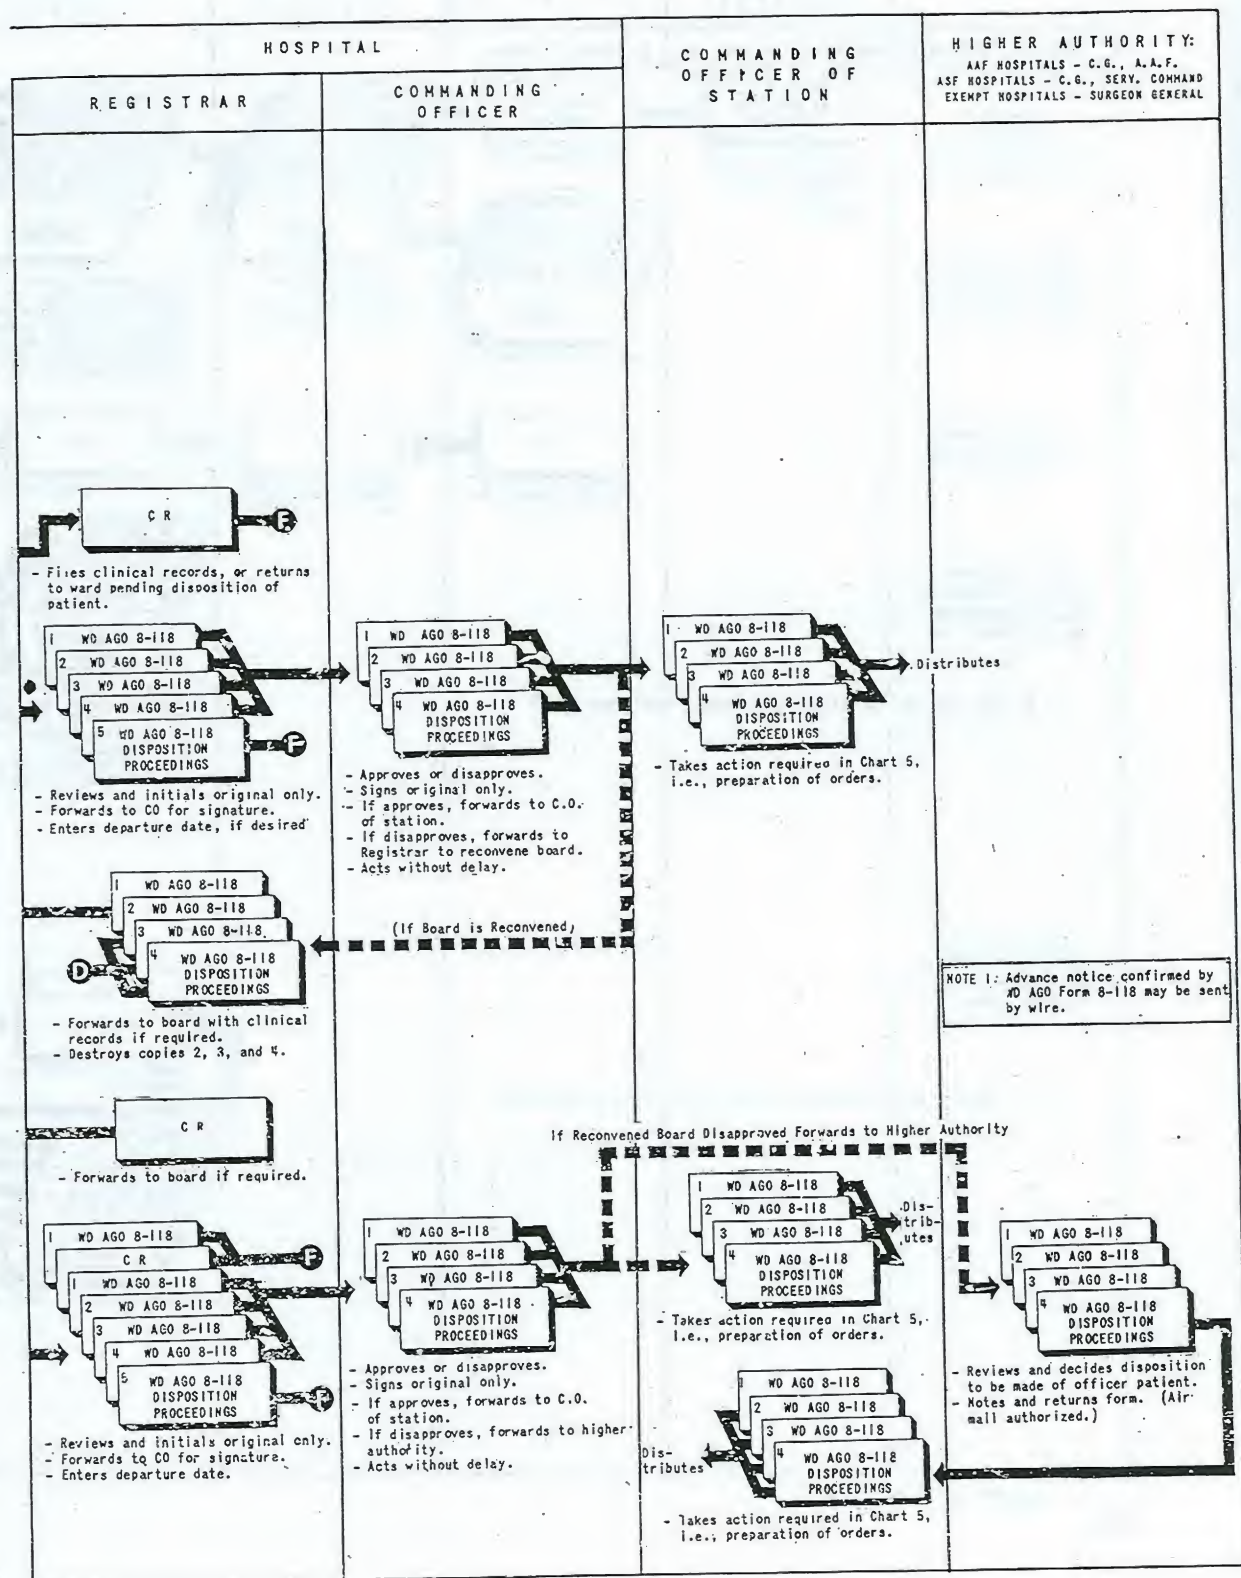 HOSPITAL
REGISTRAR
COMMANDING
OFFICER
COMMANDING
OFFICER OF
STATION
HIGHER AUTHORITY:
AAF HOSPITALS - C.G., A.A.F.
ASF HOSPITALS - C.G., SERV. COMMAND
EXEMPT HOSPITALS - SURGEON GENERAL
C R
F
- Files clinical records, or returns
to ward pending disposition of
patient.
1 WD AGO 8-118
2 WD AGO 8-118
3 WD AGO 8-118
4 WD AGO 8-118
5 WD AGO 8-118
DISPOSITION
PROCEEDINGS
F
- Reviews and initials original only.
- Forwards to CO for signature.
- Enters departure date, if desired
1 WD AGO 8-118
2 WD AGO 8-118
3 WD AGO 8-118
4 WD AGO 8-118
DISPOSITION
PROCEEDINGS
- Approves or disapproves.
- Signs original only.
- If approves, forwards to C.O.
of station.
- If disapproves, forwards to
Registrar to reconvene board.
- Acts without delay.
1 WD AGO 8-118
2 WD AGO 8-118
3 WD AGO 8-118
4 WD AGO 8-118
DISPOSITION
PROCEEDINGS
Distributes
- Takes action required in Chart 5,
i.e., preparation of orders.
(If Board is Reconvened)
1 WD AGO 8-118
2 WD AGO 8-118
3 WD AGO 8-118
4 WD AGO 8-118
DISPOSITION
PROCEEDINGS
D
- Forwards to board with clinical
records if required.
- Destroys copies 2, 3, and 4.
NOTE 1: Advance notice confirmed by
WD AGO Form 8-118 may be sent
by wire.
C R
- Forwards to board if required.
If Reconvened Board Disapproved Forwards to Higher Authority
1 WD AGO 8-118
C R
F
1 WD AGO 8-118
2 WD AGO 8-118
3 WD AGO 8-118
4 WD AGO 8-118
5 WD AGO 8-118
DISPOSITION
PROCEEDINGS
F
- Reviews and initials original only.
- Forwards to CO for signature.
- Enters departure date.
1 WD AGO 8-118
2 WD AGO 8-118
3 WD AGO 8-118
4 WD AGO 8-118
DISPOSITION
PROCEEDINGS
- Approves or disapproves.
- Signs original only.
- If approves, forwards to C.O.
of station.
- If disapproves, forwards to higher
authority.
- Acts without delay.
1 WD AGO 8-118
2 WD AGO 8-118
3 WD AGO 8-118
4 WD AGO 8-118
DISPOSITION
PROCEEDINGS
Dis-
trib-
utes
- Takes action required in Chart 5,
i.e., preparation of orders.
1 WD AGO 8-118
2 WD AGO 8-118
3 WD AGO 8-118
4 WD AGO 8-118
DISPOSITION
PROCEEDINGS
- Reviews and decides disposition
to be made of officer patient.
- Notes and returns form. (Air
mail authorized.)
1 WD AGO 8-118
2 WD AGO 8-118
3 WD AGO 8-118
4 WD AGO 8-118
DISPOSITION
PROCEEDINGS
Dis-
tributes
- Takes action required in Chart 5,
i.e., preparation of orders.